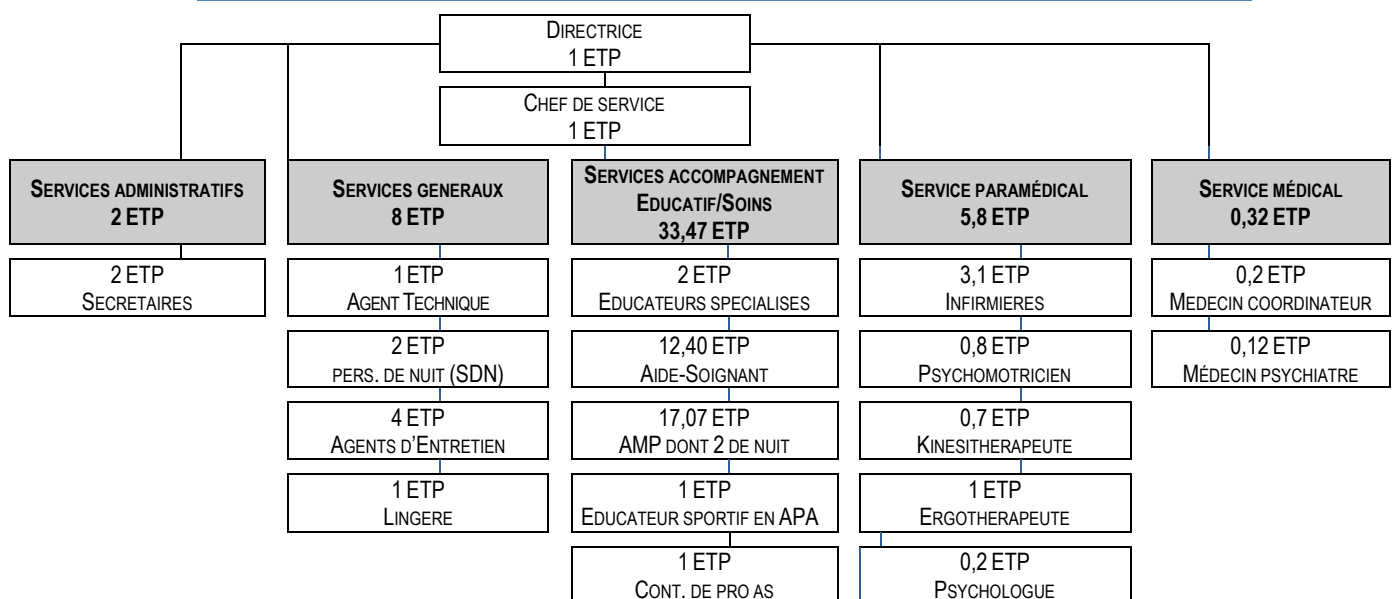 DIRECTRICE
1 ETP
CHEF DE SERVICE
1 ETP
SERVICES ADMINISTRATIFS
2 ETP
2 ETP
SECRETAIRES
SERVICES GENERAUX
8 ETP
1 ETP
AGENT TECHNIQUE
2 ETP
PERS. DE NUIT (SDN)
4 ETP
AGENTS D'ENTRETIEN
1 ETP
LINGERE
SERVICES ACCOMPAGNEMENT
EDUCATIF/SOINS
33,47 ETP
2 ETP
EDUCATEURS SPECIALISES
12,40 ETP
AIDE-SOIGNANT
17,07 ETP
AMP DONT 2 DE NUIT
1 ETP
EDUCATEUR SPORTIF EN APA
1 ETP
CONT. DE PRO AS
SERVICE PARAMÉDICAL
5,8 ETP
3,1 ETP
INFIRMIERES
0,8 ETP
PSYCHOMOTRICIEN
0,7 ETP
KINESITHERAPEUTE
1 ETP
ERGOTHERAPEUTE
0,2 ETP
PSYCHOLOGUE
SERVICE MÉDICAL
0,32 ETP
0,2 ETP
MEDECIN COORDINATEUR
0,12 ETP
MÉDECIN PSYCHIATRE